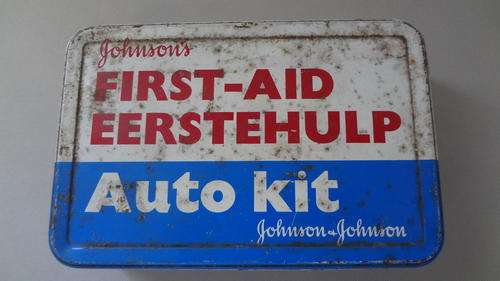 Johnson's
FIRST-AID
EERSTEHULP
Auto kit
Johnson & Johnson